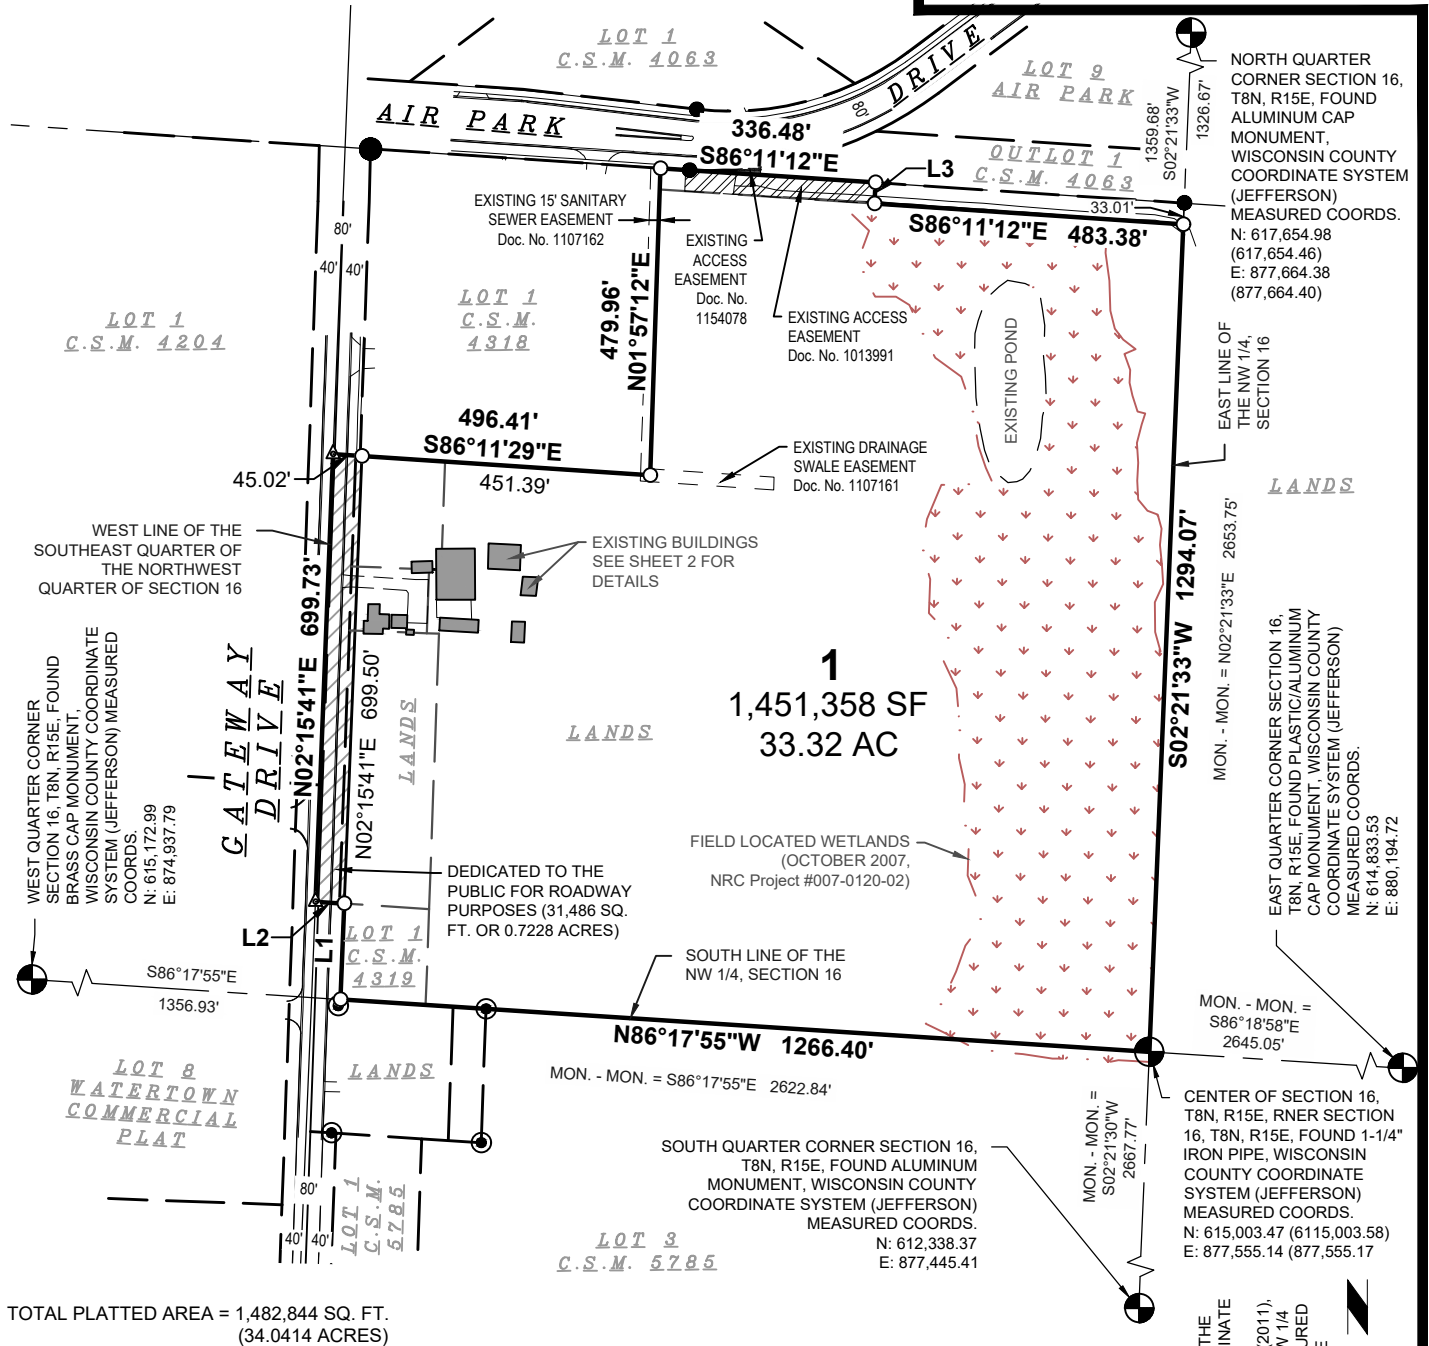 LOT 1
C.S.M. 4063
AIR PARK
DRIVE
80'
LOT 9
AIR PARK
OUTLOT 1
C.S.M. 4063
1359.68'
S02°21'33"W
1326.67'
NORTH QUARTER
CORNER SECTION 16,
T8N, R15E, FOUND
ALUMINUM CAP
MONUMENT,
WISCONSIN COUNTY
COORDINATE SYSTEM
(JEFFERSON)
MEASURED COORDS.
N: 617,654.98
(617,654.46)
E: 877,664.38
(877,664.40)
336.48'
S86°11'12"E
L3
33.01'
S86°11'12"E 483.38'
EXISTING 15' SANITARY
SEWER EASEMENT
Doc. No. 1107162
EXISTING
ACCESS
EASEMENT
Doc. No.
1154078
EXISTING ACCESS
EASEMENT
Doc. No. 1013991
80'
40' 40'
LOT 1
C.S.M. 4204
LOT 1
C.S.M.
4318
479.96'
N01°57'12"E
EXISTING POND
EAST LINE OF
THE NW 1/4,
SECTION 16
496.41'
S86°11'29"E
451.39'
45.02'
EXISTING DRAINAGE
SWALE EASEMENT
Doc. No. 1107161
LANDS
WEST LINE OF THE
SOUTHEAST QUARTER OF
THE NORTHWEST
QUARTER OF SECTION 16
EXISTING BUILDINGS
SEE SHEET 2 FOR
DETAILS
N02°15'41"E 699.73'
N02°15'41"E 699.50'
GATEWAY
DRIVE
LANDS
LANDS
1
1,451,358 SF
33.32 AC
S02°21'33"W 1294.07'
MON. - MON. = N02°21'33"E 2653.75'
WEST QUARTER CORNER
SECTION 16, T8N, R15E, FOUND
BRASS CAP MONUMENT,
WISCONSIN COUNTY COORDINATE
SYSTEM (JEFFERSON) MEASURED
COORDS.
N: 615,172.99
E: 874,937.79
EAST QUARTER CORNER SECTION 16,
T8N, R15E, FOUND PLASTIC/ALUMINUM
CAP MONUMENT, WISCONSIN COUNTY
COORDINATE SYSTEM (JEFFERSON)
MEASURED COORDS.
N: 614,833.53
E: 880,194.72
FIELD LOCATED WETLANDS
(OCTOBER 2007,
NRC Project #007-0120-02)
DEDICATED TO THE
PUBLIC FOR ROADWAY
PURPOSES (31,486 SQ.
FT. OR 0.7228 ACRES)
L2
L1
LOT 1
C.S.M.
4319
SOUTH LINE OF THE
NW 1/4, SECTION 16
S86°17'55"E
1356.93'
N86°17'55"W 1266.40'
MON. - MON. = S86°17'55"E 2622.84'
MON. - MON. =
S86°18'58"E
2645.05'
LOT 8
WATERTOWN
COMMERCIAL
PLAT
LANDS
MON. - MON. =
S02°21'30"W
2667.77'
CENTER OF SECTION 16,
T8N, R15E, RNER SECTION
16, T8N, R15E, FOUND 1-1/4"
IRON PIPE, WISCONSIN
COUNTY COORDINATE
SYSTEM (JEFFERSON)
MEASURED COORDS.
N: 615,003.47 (6115,003.58)
E: 877,555.14 (877,555.17
SOUTH QUARTER CORNER SECTION 16,
T8N, R15E, FOUND ALUMINUM
MONUMENT, WISCONSIN COUNTY
COORDINATE SYSTEM (JEFFERSON)
MEASURED COORDS.
N: 612,338.37
E: 877,445.41
80'
40' 40'
LOT 1
C.S.M.
5785
LOT 3
C.S.M. 5785
TOTAL PLATTED AREA = 1,482,844 SQ. FT.
(34.0414 ACRES)
THE
INATE
(2011),
W 1/4
URED
E